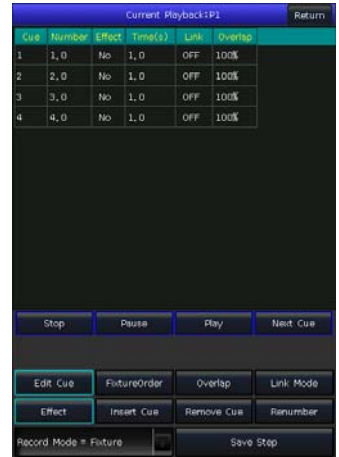 Current Playback:P1 Return
Cue Number Effect Time(s) Link Overlap
1 1.0 No 1.0 OFF 100%
2 2.0 No 1.0 OFF 100%
3 3.0 No 1.0 OFF 100%
4 4.0 No 1.0 OFF 100%
Stop Pause Play Next Cue
Edit Cue FixtureOrder Overlap Link Mode
Effect Insert Cue Remove Cue Renumber
Record Mode = Fixture Save Step